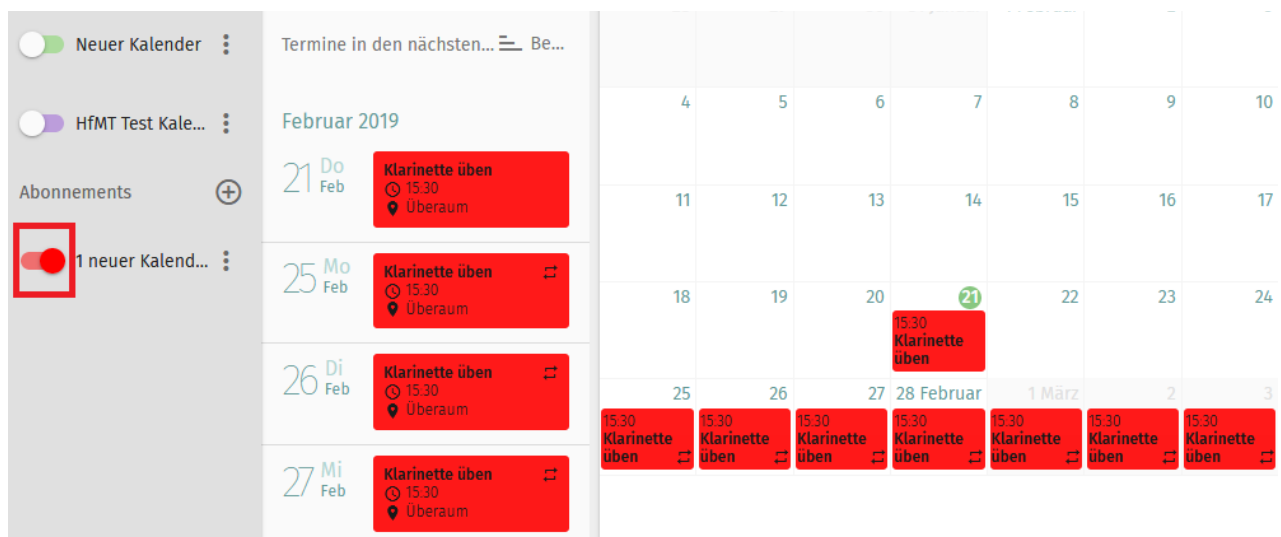 Neuer Kalender
HfMT Test Kale...
Abonnements
1 neuer Kalend...
Termine in den nächsten... Be...
Februar 2019
21 Do
Feb
Klarinette üben
15:30
Überaum
25 Mo
Feb
Klarinette üben
15:30
Überaum
26 Di
Feb
Klarinette üben
15:30
Überaum
27 Mi
Feb
Klarinette üben
15:30
Überaum
4 5 6 7 8 9 10
11 12 13 14 15 16 17
18 19 20 21 22 23 24
15:30
Klarinette
üben
25 26 27 28 Februar 1 März 2 3
15:30 15:30 15:30 15:30 15:30 15:30 15:30
Klarinette Klarinette Klarinette Klarinette Klarinette Klarinette Klarinette
üben üben üben üben üben üben üben